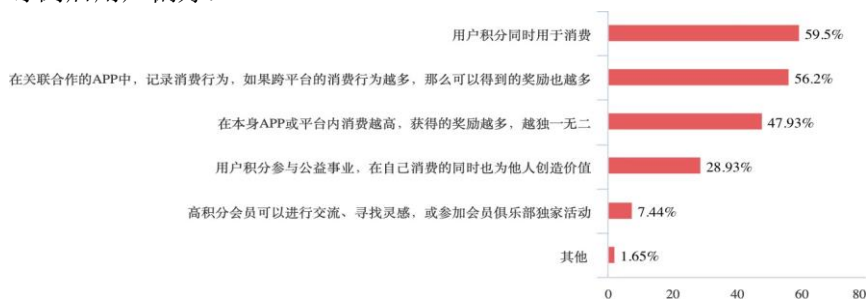 用户积分同时用于消费 59.5%
在关联合作的APP中，记录消费行为，如果跨平台的消费行为越多，那么可以得到的奖励也越多 56.2%
在本身APP或平台内消费越高，获得的奖励越多，越独一无二 47.93%
用户积分参与公益事业，在自己消费的同时也为他人创造价值 28.93%
高积分会员可以进行交流、寻找灵感，或参加会员俱乐部独家活动 7.44%
其他 1.65%
0 20 40 60 80